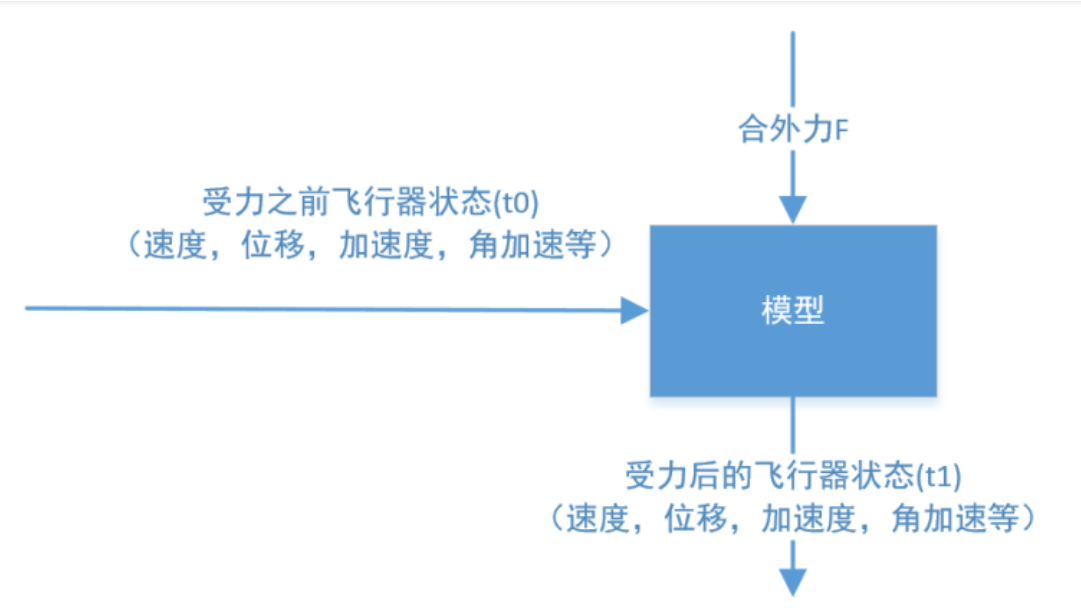 合外力F
受力之前飞行器状态(t0)
（速度，位移，加速度，角加速等）
模型
受力后的飞行器状态(t1)
（速度，位移，加速度，角加速等）